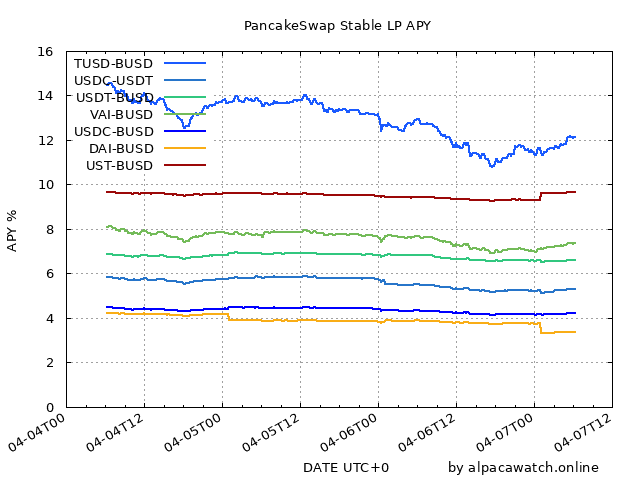 PancakeSwap Stable LP APY
16
14
12
10
8
6
4
2
0
APY %
TUSD-BUSD
USDC-USDT
USDT-BUSD
VAI-BUSD
USDC-BUSD
DAI-BUSD
UST-BUSD
04-04T00
04-04T12
04-05T00
04-05T12
04-06T00
04-06T12
04-07T00
04-07T12
DATE UTC+0
by alpacawatch.online